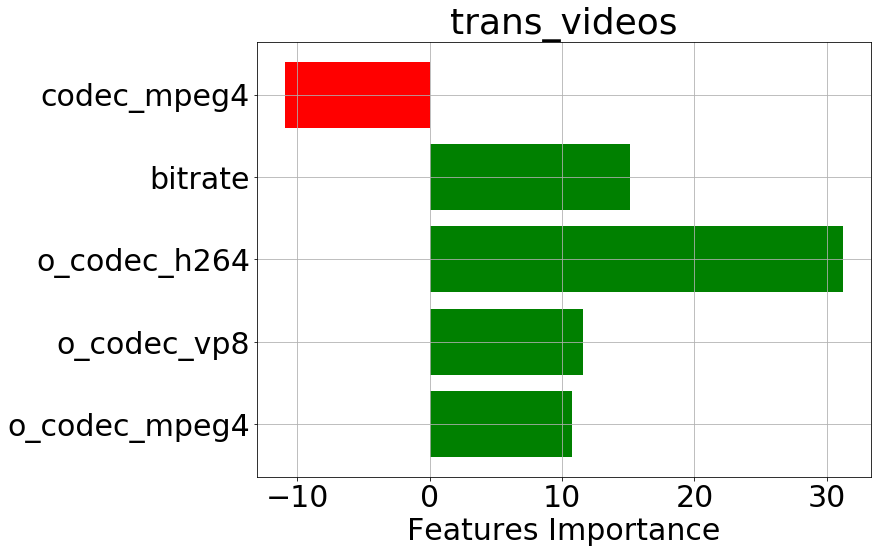 trans_videos
codec_mpeg4
bitrate
o_codec_h264
o_codec_vp8
o_codec_mpeg4
−10 0 10 20 30
Features Importance